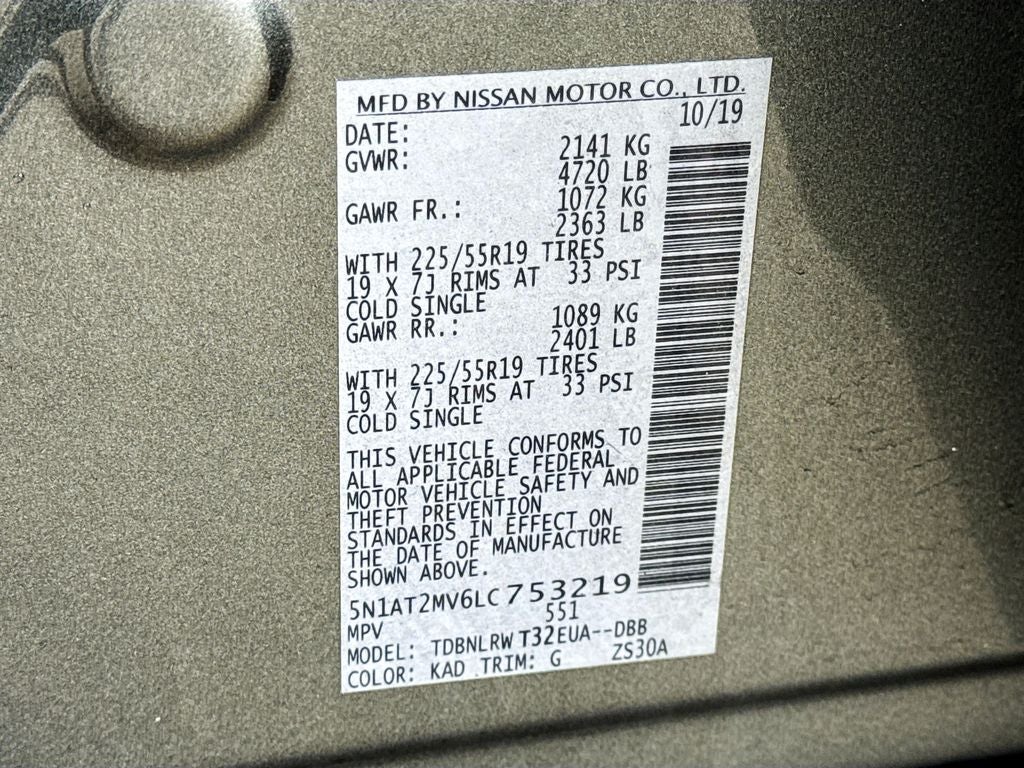 MFD BY NISSAN MOTOR CO., LTD.
DATE: 10/19
GVWR: 2141 KG
4720 LB
GAWR FR.: 1072 KG
2363 LB
WITH 225/55R19 TIRES
19 X 7J RIMS AT 33 PSI
COLD SINGLE
GAWR RR.: 1089 KG
2401 LB
WITH 225/55R19 TIRES
19 X 7J RIMS AT 33 PSI
COLD SINGLE
THIS VEHICLE CONFORMS TO
ALL APPLICABLE FEDERAL
MOTOR VEHICLE SAFETY AND
THEFT PREVENTION
STANDARDS IN EFFECT ON
THE DATE OF MANUFACTURE
SHOWN ABOVE.
5N1AT2MV6LC753219
MPV 551
MODEL: TDBNLRWT32EUA--DBB
COLOR: KAD TRIM: G ZS30A